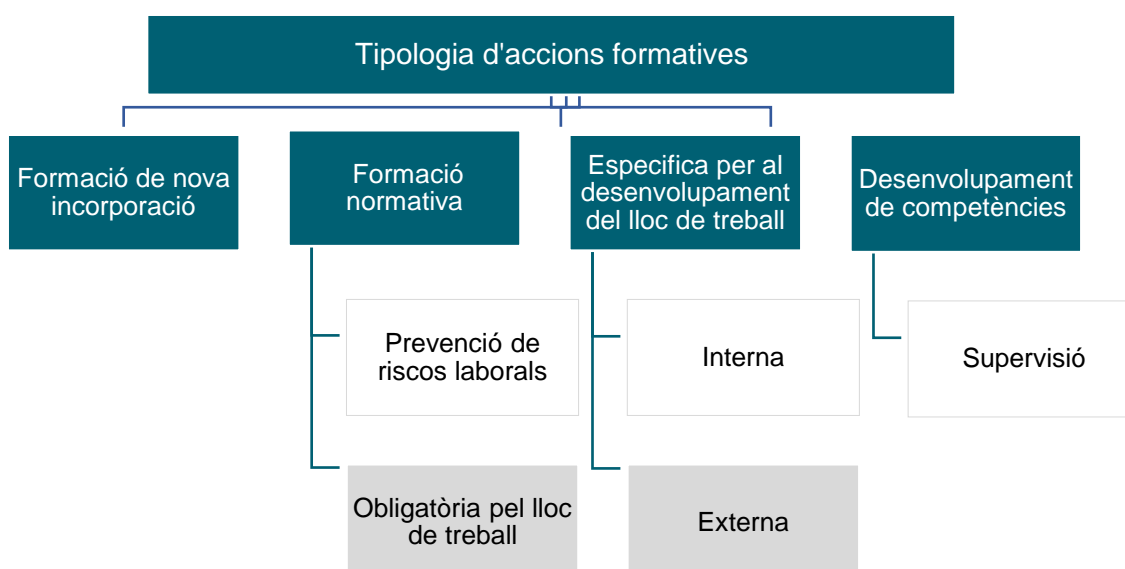 Tipologia d'accions formatives
Formació de nova
incorporació
Formació
normativa
Especifica per al
desenvolupament
del lloc de treball
Desenvolupament
de competències
Prevenció de
riscos laborals
Interna
Supervisió
Obligatòria pel lloc
de treball
Externa